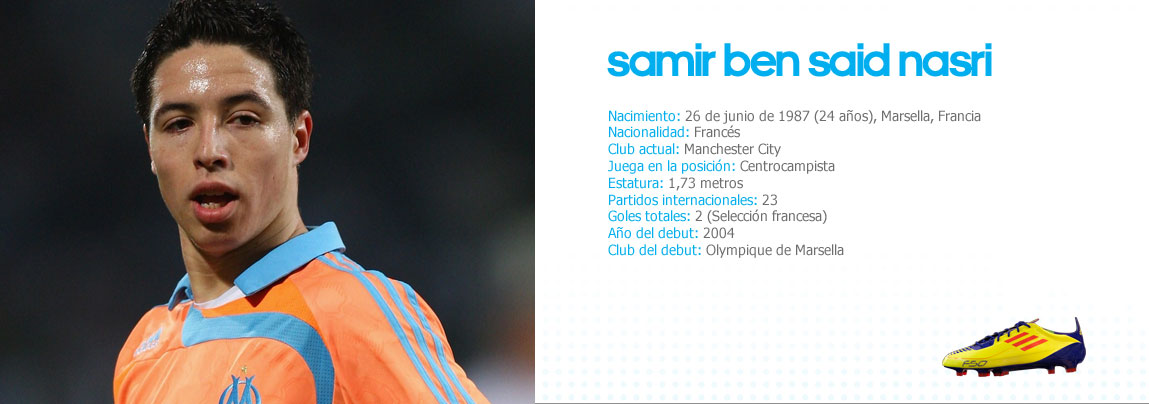 samir ben said nasri
Nacimiento: 26 de junio de 1987 (24 años), Marsella, Francia
Nacionalidad: Francés
Club actual: Manchester City
Juega en la posición: Centrocampista
Estatura: 1,73 metros
Partidos internacionales: 23
Goles totales: 2 (Selección francesa)
Año del debut: 2004
Club del debut: Olympique de Marsella
F50